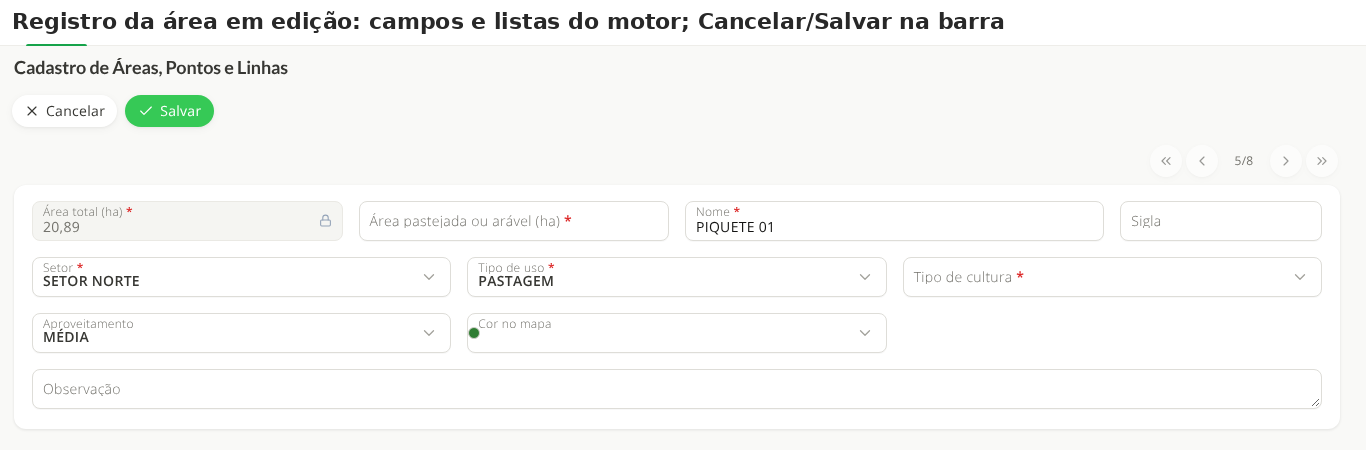 Registro da área em edição: campos e listas do motor; Cancelar/Salvar na barra
Cadastro de Áreas, Pontos e Linhas
Cancelar Salvar
5/8
Área total (ha) *
20,89
Área pastejada ou arável (ha) *
Nome *
PIQUETE 01
Sigla
Setor *
SETOR NORTE
Tipo de uso *
PASTAGEM
Tipo de cultura *
Aproveitamento
MÉDIA
Cor no mapa
Observação